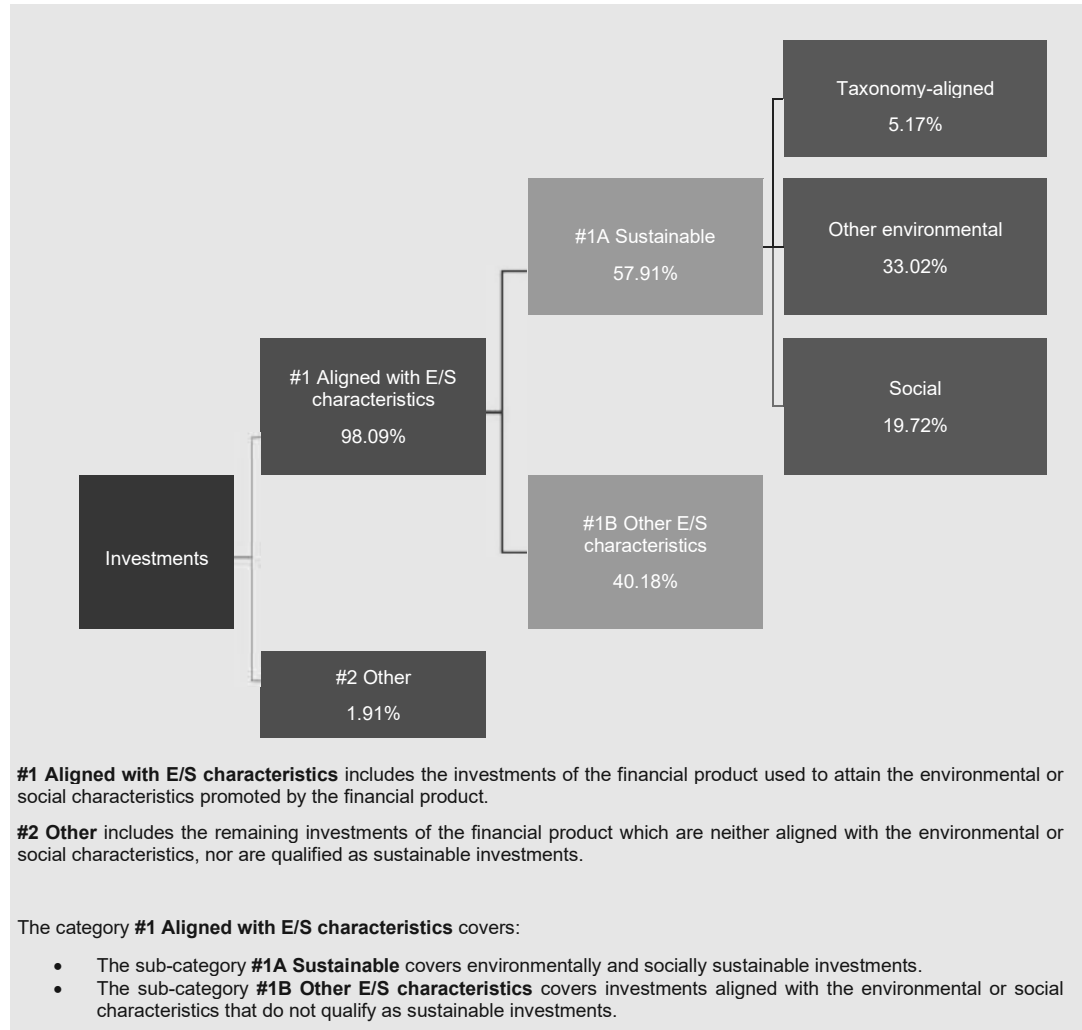 Taxonomy-aligned
5.17%
#1A Sustainable
57.91%
Other environmental
33.02%
#1 Aligned with E/S
characteristics
98.09%
Social
19.72%
Investments
#1B Other E/S
characteristics
40.18%
#2 Other
1.91%
#1 Aligned with E/S characteristics includes the investments of the financial product used to attain the environmental or
social characteristics promoted by the financial product.
#2 Other includes the remaining investments of the financial product which are neither aligned with the environmental or
social characteristics, nor are qualified as sustainable investments.
The category #1 Aligned with E/S characteristics covers:
• The sub-category #1A Sustainable covers environmentally and socially sustainable investments.
• The sub-category #1B Other E/S characteristics covers investments aligned with the environmental or social
characteristics that do not qualify as sustainable investments.